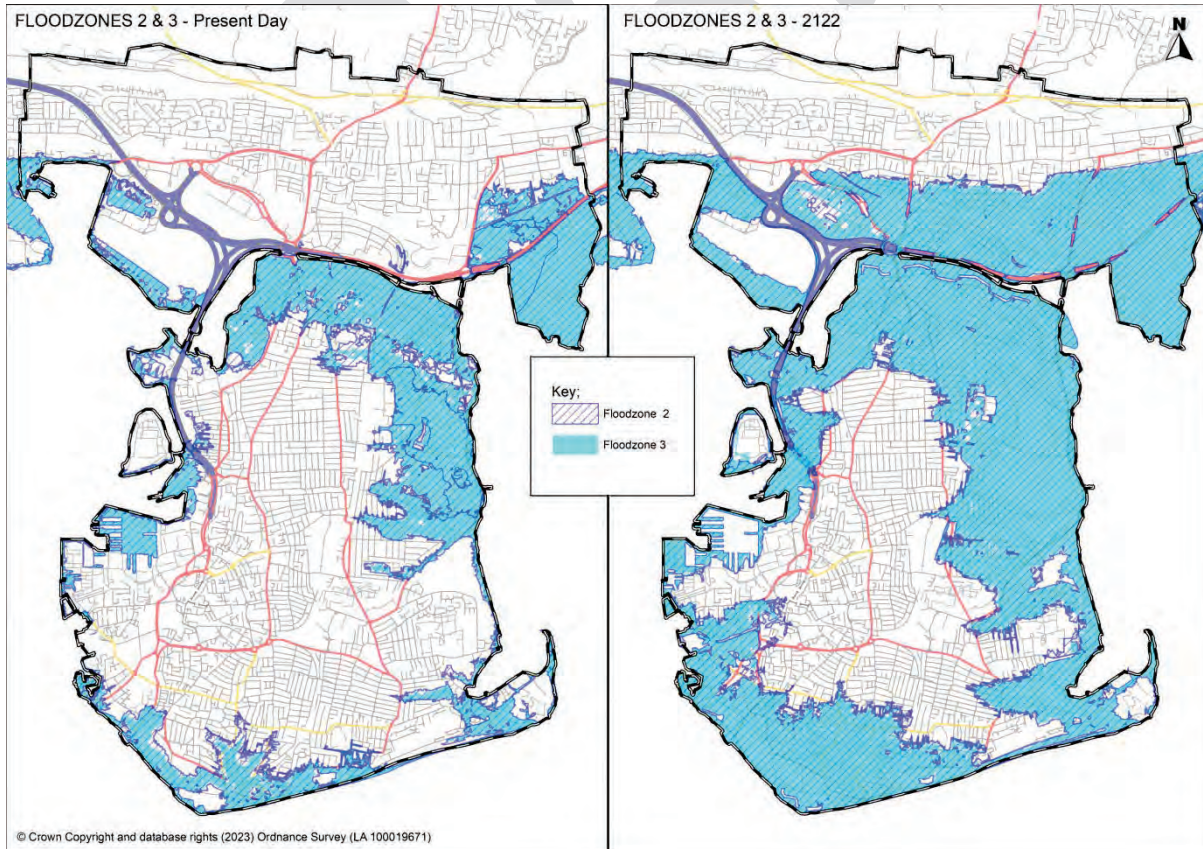 FLOODZONES 2 & 3 - Present Day
FLOODZONES 2 & 3 - 2122
N
Key;
Floodzone 2
Floodzone 3
© Crown Copyright and database rights (2023) Ordnance Survey (LA 100019671)